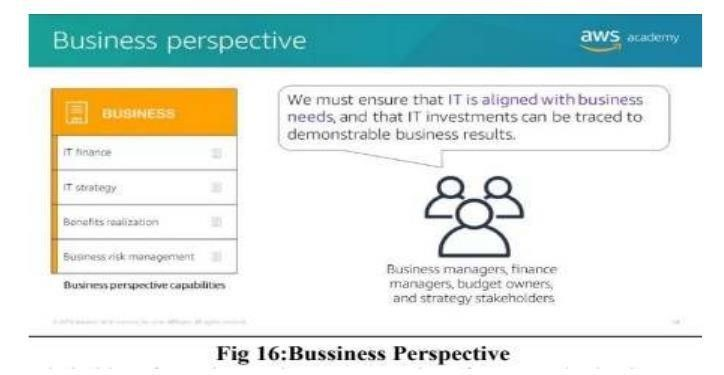 Business perspective
aws academy
BUSINESS
IT finance
IT strategy
Benefits realization
Business risk management
Business perspective capabilities
We must ensure that IT is aligned with business
needs, and that IT investments can be traced to
demonstrable business results.
Business managers, finance
managers, budget owners,
and strategy stakeholders
Fig 16:Bussiness Perspective